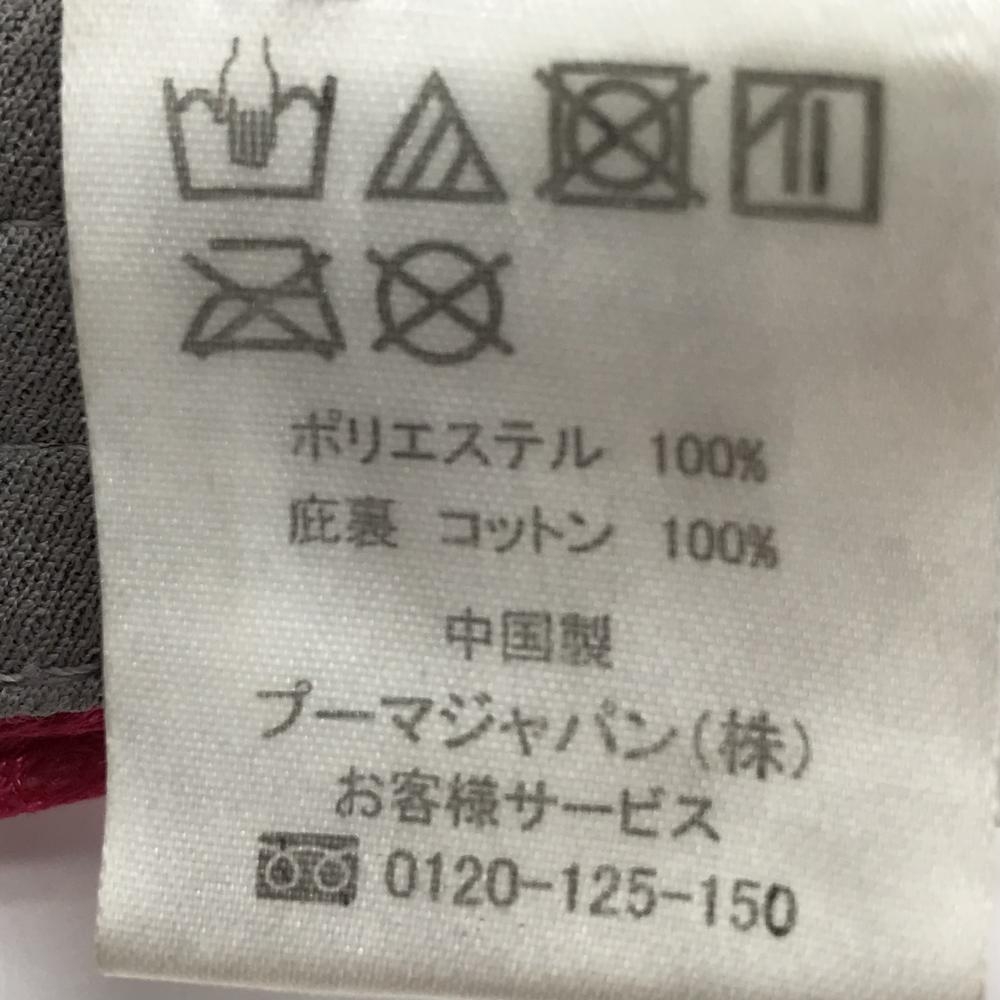 ポリエステル 100%
庇裏 コットン 100%
中国製
プーマジャパン(株)
お客様サービス
0120-125-150